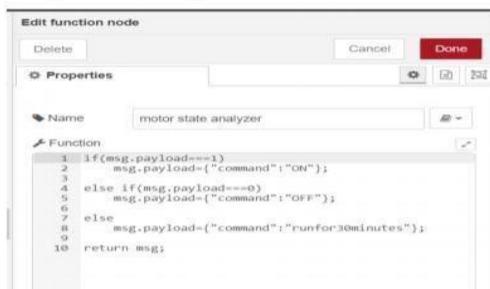 Edit function node
Delete Cancel Done
Properties
Name motor state analyzer
Function
1 if(msg.payload===1)
2 msg.payload={"command":"ON"};
3
4 else if(msg.payload===0)
5 msg.payload={"command":"OFF"};
6
7 else
8 msg.payload={"command":"runfor30minutes"};
9
10 return msg;